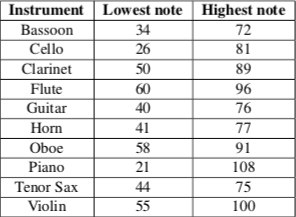 Instrument Lowest note Highest note
Bassoon 34 72
Cello 26 81
Clarinet 50 89
Flute 60 96
Guitar 40 76
Horn 41 77
Oboe 58 91
Piano 21 108
Tenor Sax 44 75
Violin 55 100